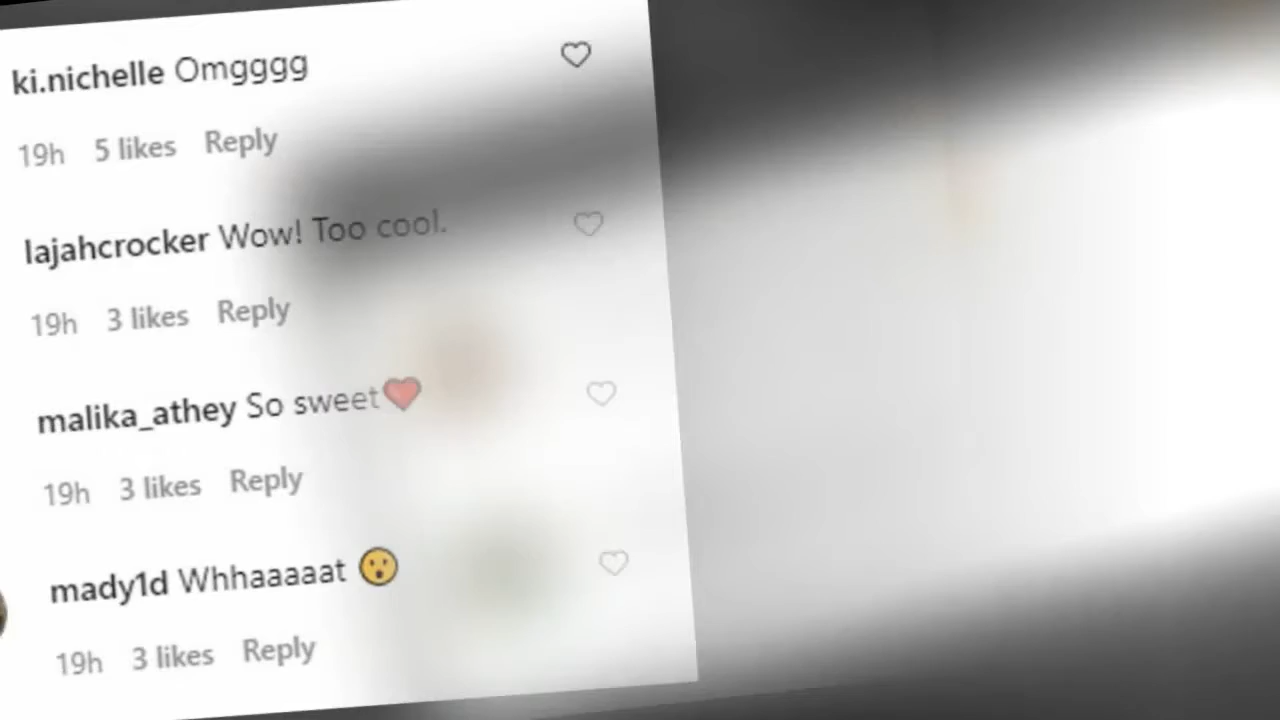 ki.nichelle Omgggg
19h 5 likes Reply
lajahcrocker Wow! Too cool.
19h 3 likes Reply
malika_athey So sweet❤️
19h 3 likes Reply
mady1d Whhaaaaat 😮
19h 3 likes Reply